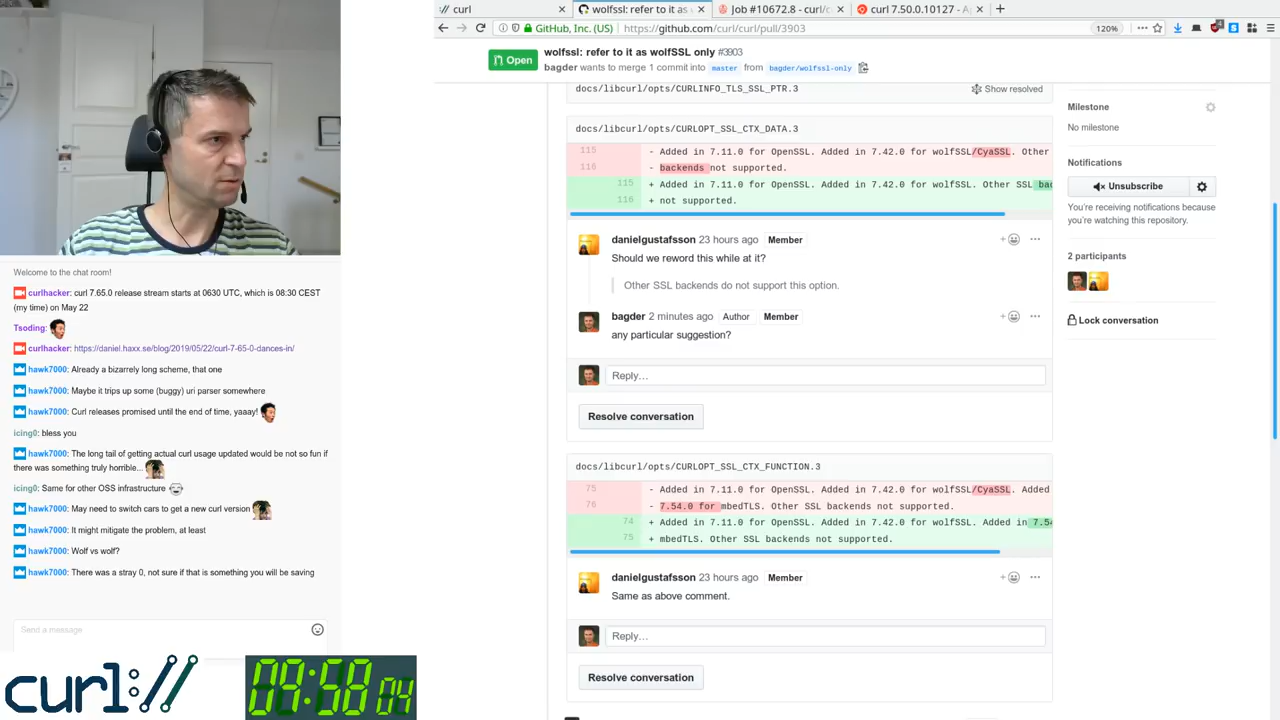 curl
wolfssl: refer to it as
Job #10672.8 - curl/c
curl 7.50.0.10127 - Ap
GitHub, Inc. (US)
https://github.com/curl/curl/pull/3903
120%
Open
wolfssl: refer to it as wolfSSL only #3903
bagder wants to merge 1 commit into master from bagder/wolfssl-only
docs/libcurl/opts/CURLINFO_TLS_SSL_PTR.3
Show resolved
docs/libcurl/opts/CURLOPT_SSL_CTX_DATA.3
115 - Added in 7.11.0 for OpenSSL. Added in 7.42.0 for wolfSSL/CyaSSL. Other
116 - backends not supported.
115 + Added in 7.11.0 for OpenSSL. Added in 7.42.0 for wolfSSL. Other SSL bac
116 + not supported.
danielgustafsson 23 hours ago Member
Should we reword this while at it?
Other SSL backends do not support this option.
bagder 2 minutes ago Author Member
any particular suggestion?
Reply…
Resolve conversation
docs/libcurl/opts/CURLOPT_SSL_CTX_FUNCTION.3
75 - Added in 7.11.0 for OpenSSL. Added in 7.42.0 for wolfSSL/CyaSSL. Added
76 - 7.54.0 for mbedTLS. Other SSL backends not supported.
74 + Added in 7.11.0 for OpenSSL. Added in 7.42.0 for wolfSSL. Added in 7.54
75 + mbedTLS. Other SSL backends not supported.
danielgustafsson 23 hours ago Member
Same as above comment.
Reply…
Resolve conversation
Milestone
No milestone
Notifications
Unsubscribe
You're receiving notifications because
you're watching this repository.
2 participants
Lock conversation
Welcome to the chat room!
curlhacker: curl 7.65.0 release stream starts at 0630 UTC, which is 08:30 CEST
(my time) on May 22
Tsoding:
curlhacker: https://daniel.haxx.se/blog/2019/05/22/curl-7-65-0-dances-in/
hawk7000: Already a bizarrely long scheme, that one
hawk7000: Maybe it trips up some (buggy) uri parser somewhere
hawk7000: Curl releases promised until the end of time, yaaay!
icing0: bless you
hawk7000: The long tail of getting actual curl usage updated would be not so fun if
there was something truly horrible...
icing0: Same for other OSS infrastructure
hawk7000: May need to switch cars to get a new curl version
hawk7000: It might mitigate the problem, at least
hawk7000: Wolf vs wolf?
hawk7000: There was a stray 0, not sure if that is something you will be saving
Send a message
curl://